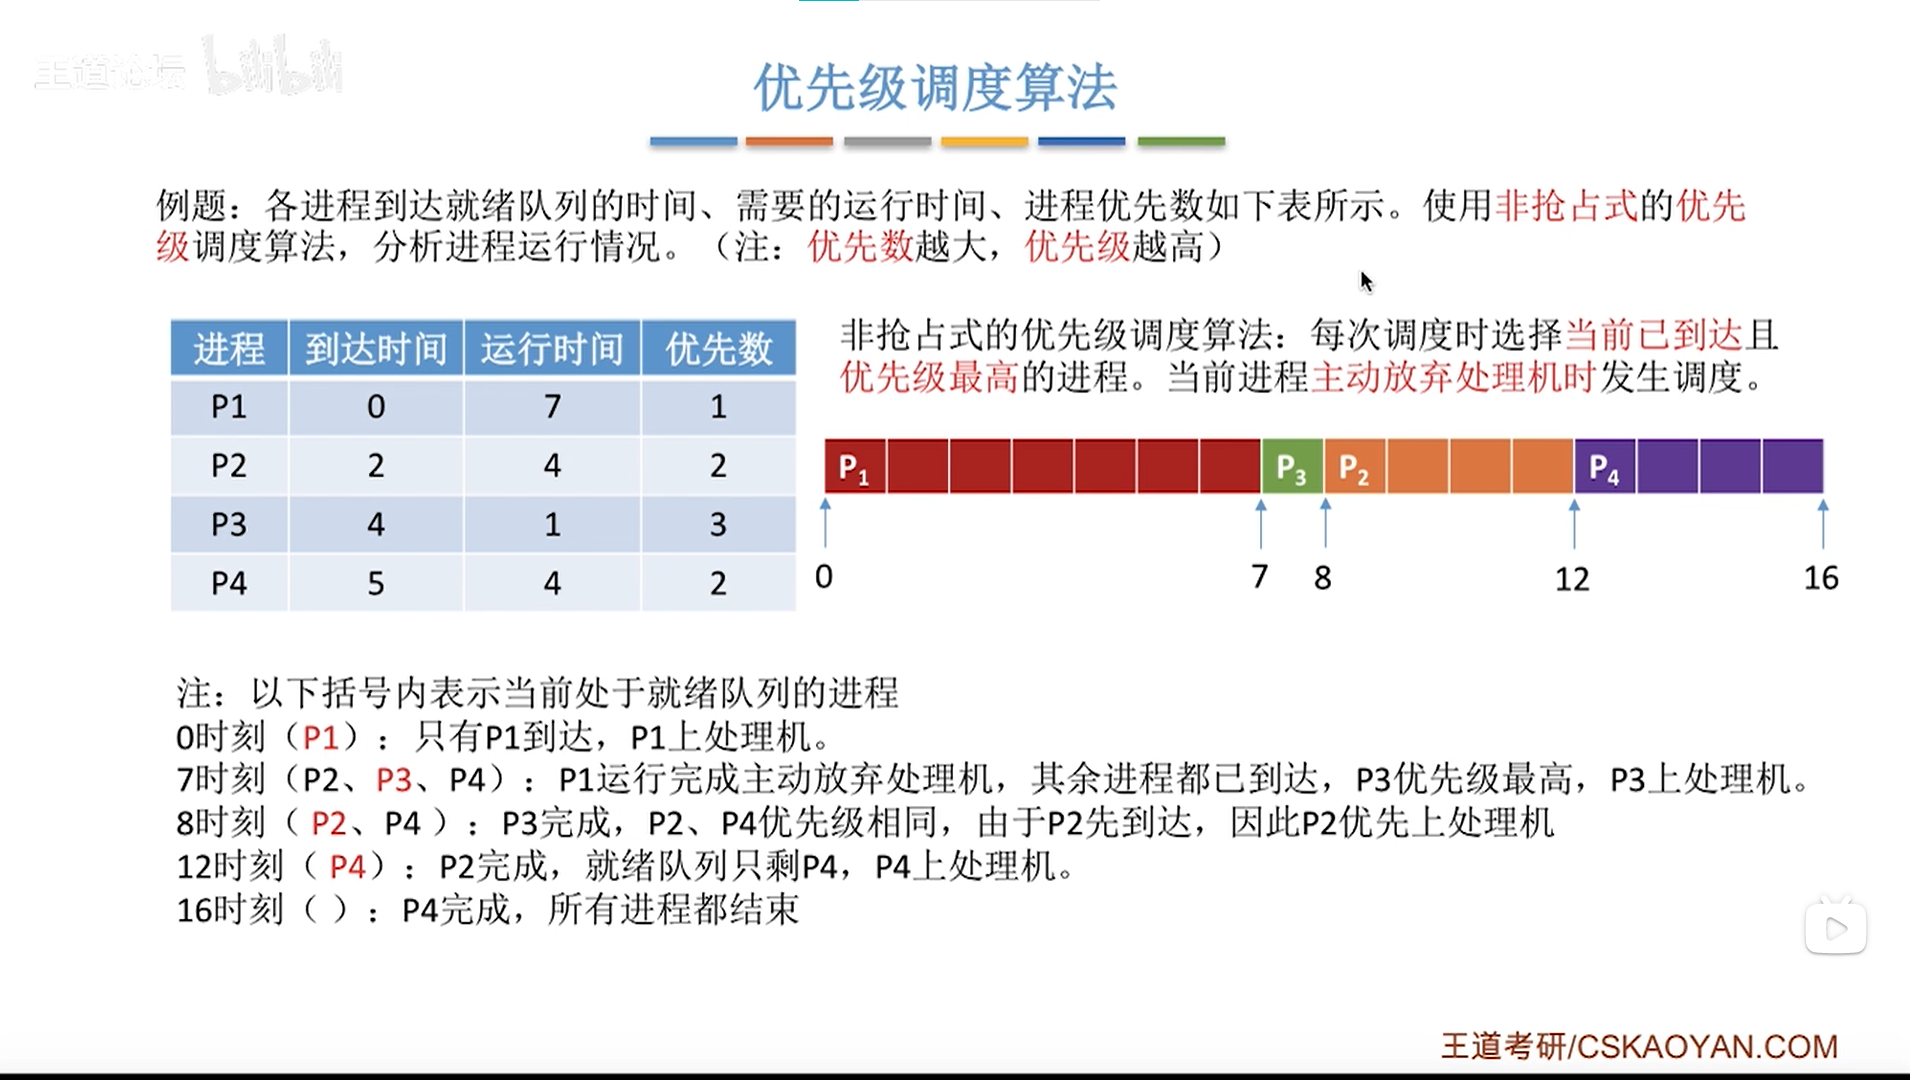 王道论坛 bilibili
优先级调度算法
例题：各进程到达就绪队列的时间、需要的运行时间、进程优先数如下表所示。使用非抢占式的优先
级调度算法，分析进程运行情况。（注：优先数越大，优先级越高）
进程 到达时间 运行时间 优先数
P1 0 7 1
P2 2 4 2
P3 4 1 3
P4 5 4 2
非抢占式的优先级调度算法：每次调度时选择当前已到达且
优先级最高的进程。当前进程主动放弃处理机时发生调度。
P1 P3 P2 P4
0 7 8 12 16
注：以下括号内表示当前处于就绪队列的进程
0时刻（P1）：只有P1到达，P1上处理机。
7时刻（P2、P3、P4）：P1运行完成主动放弃处理机，其余进程都已到达，P3优先级最高，P3上处理机。
8时刻（ P2、P4 ）：P3完成，P2、P4优先级相同，由于P2先到达，因此P2优先上处理机
12时刻（ P4）：P2完成，就绪队列只剩P4，P4上处理机。
16时刻（ ）：P4完成，所有进程都结束
王道考研/CSKAOYAN.COM